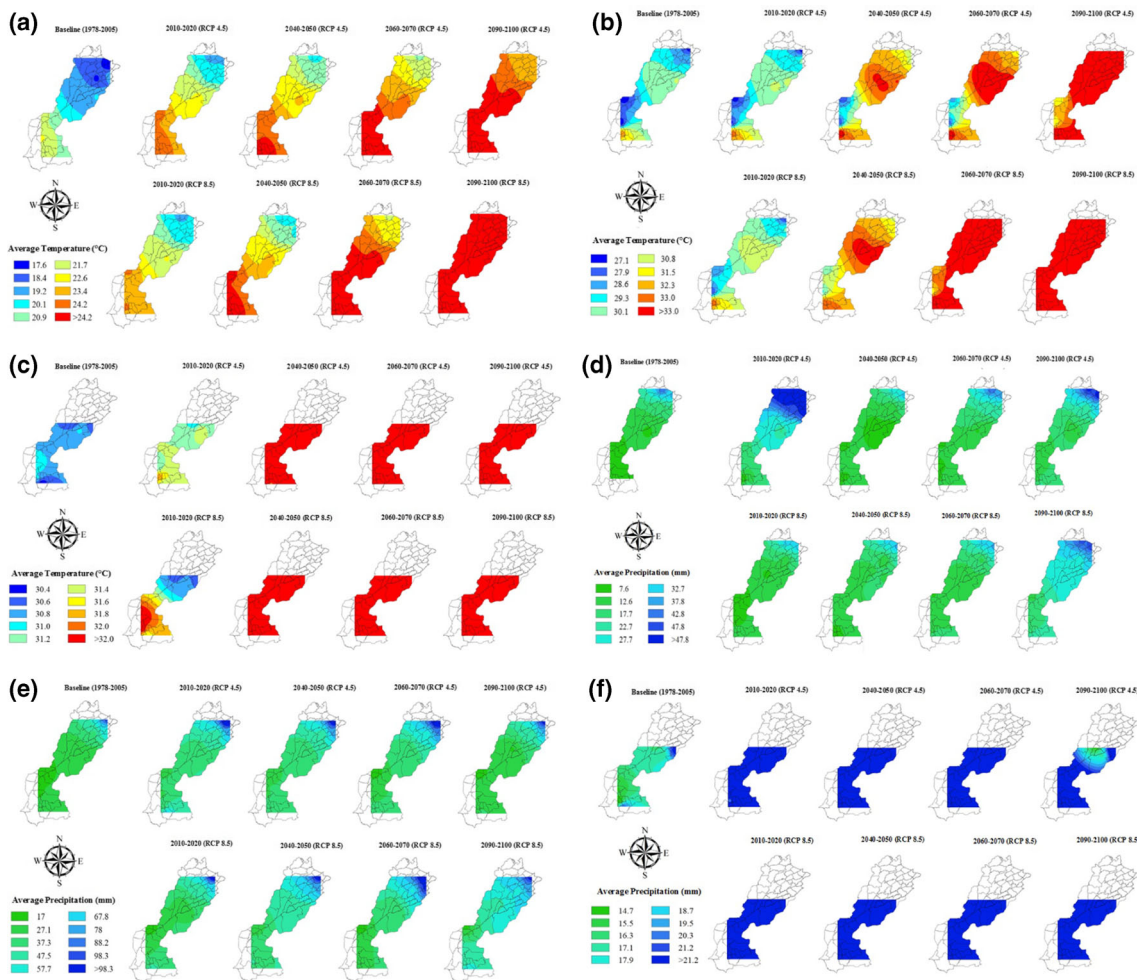 (a)
Baseline (1978-2005)
2010-2020 (RCP 4.5)
2040-2050 (RCP 4.5)
2060-2070 (RCP 4.5)
2090-2100 (RCP 4.5)
N
W E
S
2010-2020 (RCP 8.5)
2040-2050 (RCP 8.5)
2060-2070 (RCP 8.5)
2090-2100 (RCP 8.5)
Average Temperature (°C)
17.6 21.7
18.4 22.6
19.2 23.4
20.1 24.2
20.9 >24.2
(b)
Baseline (1978-2005)
2010-2020 (RCP 4.5)
2040-2050 (RCP 4.5)
2060-2070 (RCP 4.5)
2090-2100 (RCP 4.5)
N
W E
S
2010-2020 (RCP 8.5)
2040-2050 (RCP 8.5)
2060-2070 (RCP 8.5)
2090-2100 (RCP 8.5)
Average Temperature (°C)
27.1 30.8
27.9 31.5
28.6 32.3
29.3 33.0
30.1 >33.0
(c)
Baseline (1978-2005)
2010-2020 (RCP 4.5)
2040-2050 (RCP 4.5)
2060-2070 (RCP 4.5)
2090-2100 (RCP 4.5)
N
W E
S
2010-2020 (RCP 8.5)
2040-2050 (RCP 8.5)
2060-2070 (RCP 8.5)
2090-2100 (RCP 8.5)
Average Temperature (°C)
30.4 31.4
30.6 31.6
30.8 31.8
31.0 32.0
31.2 >32.0
(d)
Baseline (1978-2005)
2010-2020 (RCP 4.5)
2040-2050 (RCP 4.5)
2060-2070 (RCP 4.5)
2090-2100 (RCP 4.5)
N
W E
S
2010-2020 (RCP 8.5)
2040-2050 (RCP 8.5)
2060-2070 (RCP 8.5)
2090-2100 (RCP 8.5)
Average Precipitation (mm)
7.6 32.7
12.6 37.8
17.7 42.8
22.7 47.8
27.7 >47.8
(e)
Baseline (1978-2005)
2010-2020 (RCP 4.5)
2040-2050 (RCP 4.5)
2060-2070 (RCP 4.5)
2090-2100 (RCP 4.5)
N
W E
S
2010-2020 (RCP 8.5)
2040-2050 (RCP 8.5)
2060-2070 (RCP 8.5)
2090-2100 (RCP 8.5)
Average Precipitation (mm)
17 67.8
27.1 78
37.3 88.2
47.5 98.3
57.7 >98.3
(f)
Baseline (1978-2005)
2010-2020 (RCP 4.5)
2040-2050 (RCP 4.5)
2060-2070 (RCP 4.5)
2090-2100 (RCP 4.5)
N
W E
S
2010-2020 (RCP 8.5)
2040-2050 (RCP 8.5)
2060-2070 (RCP 8.5)
2090-2100 (RCP 8.5)
Average Precipitation (mm)
14.7 18.7
15.5 19.5
16.3 20.3
17.1 21.2
17.9 >21.2